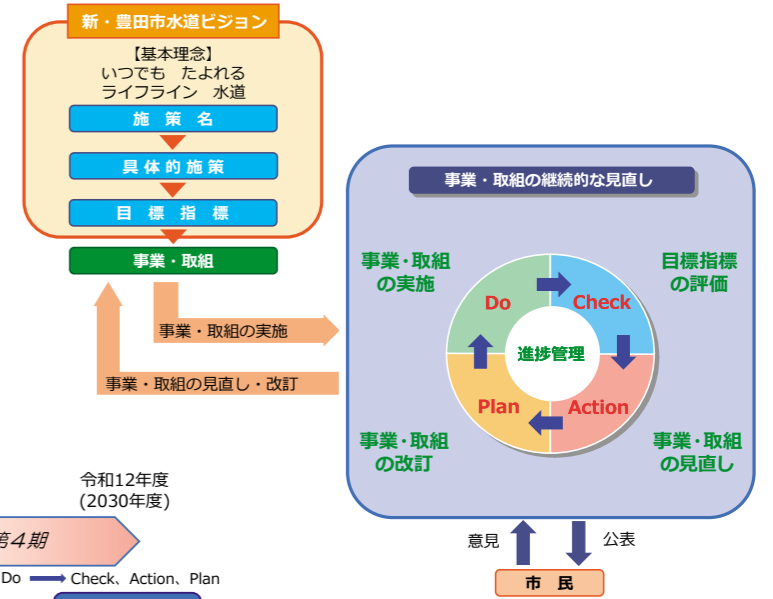 新・豊田市水道ビジョン
【基本理念】
いつでも たよれる
ライフライン 水道
施 策 名
具体的施策
目 標 指 標
事業・取組
事業・取組の実施
事業・取組の見直し・改訂
事業・取組の継続的な見直し
事業・取組
の実施
目標指標
の評価
Do
Check
進捗管理
Plan
Action
事業・取組
の改訂
事業・取組
の見直し
意見
公表
市 民
令和12年度
(2030年度)
第4期
Do
Check、Action、Plan